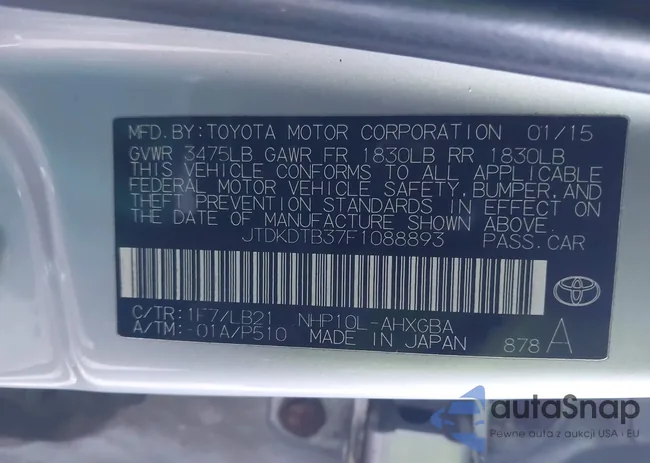 MFD. BY: TOYOTA MOTOR CORPORATION 01/15
GVWR 3475LB GAWR FR 1830LB RR 1830LB
THIS VEHICLE CONFORMS TO ALL APPLICABLE
FEDERAL MOTOR VEHICLE SAFETY, BUMPER, AND
THEFT PREVENTION STANDARDS IN EFFECT ON
THE DATE OF MANUFACTURE SHOWN ABOVE.
JTDKDTB37F1088893 PASS. CAR
C/TR: 1F7/LB21 NHP10L-AHXGBA
A/TM: -01A/P510 MADE IN JAPAN 878 A
autaSnap
Pewne auta z aukcji USA i EU